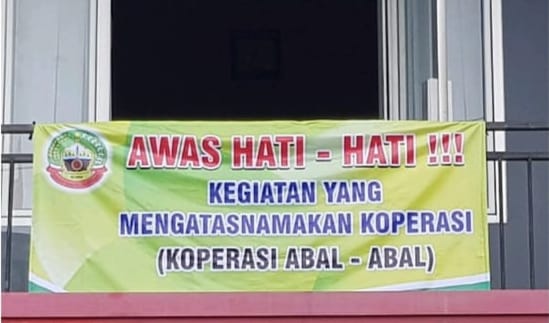 AWAS HATI - HATI !!!
KEGIATAN YANG
MENGATASNAMAKAN KOPERASI
(KOPERASI ABAL - ABAL)